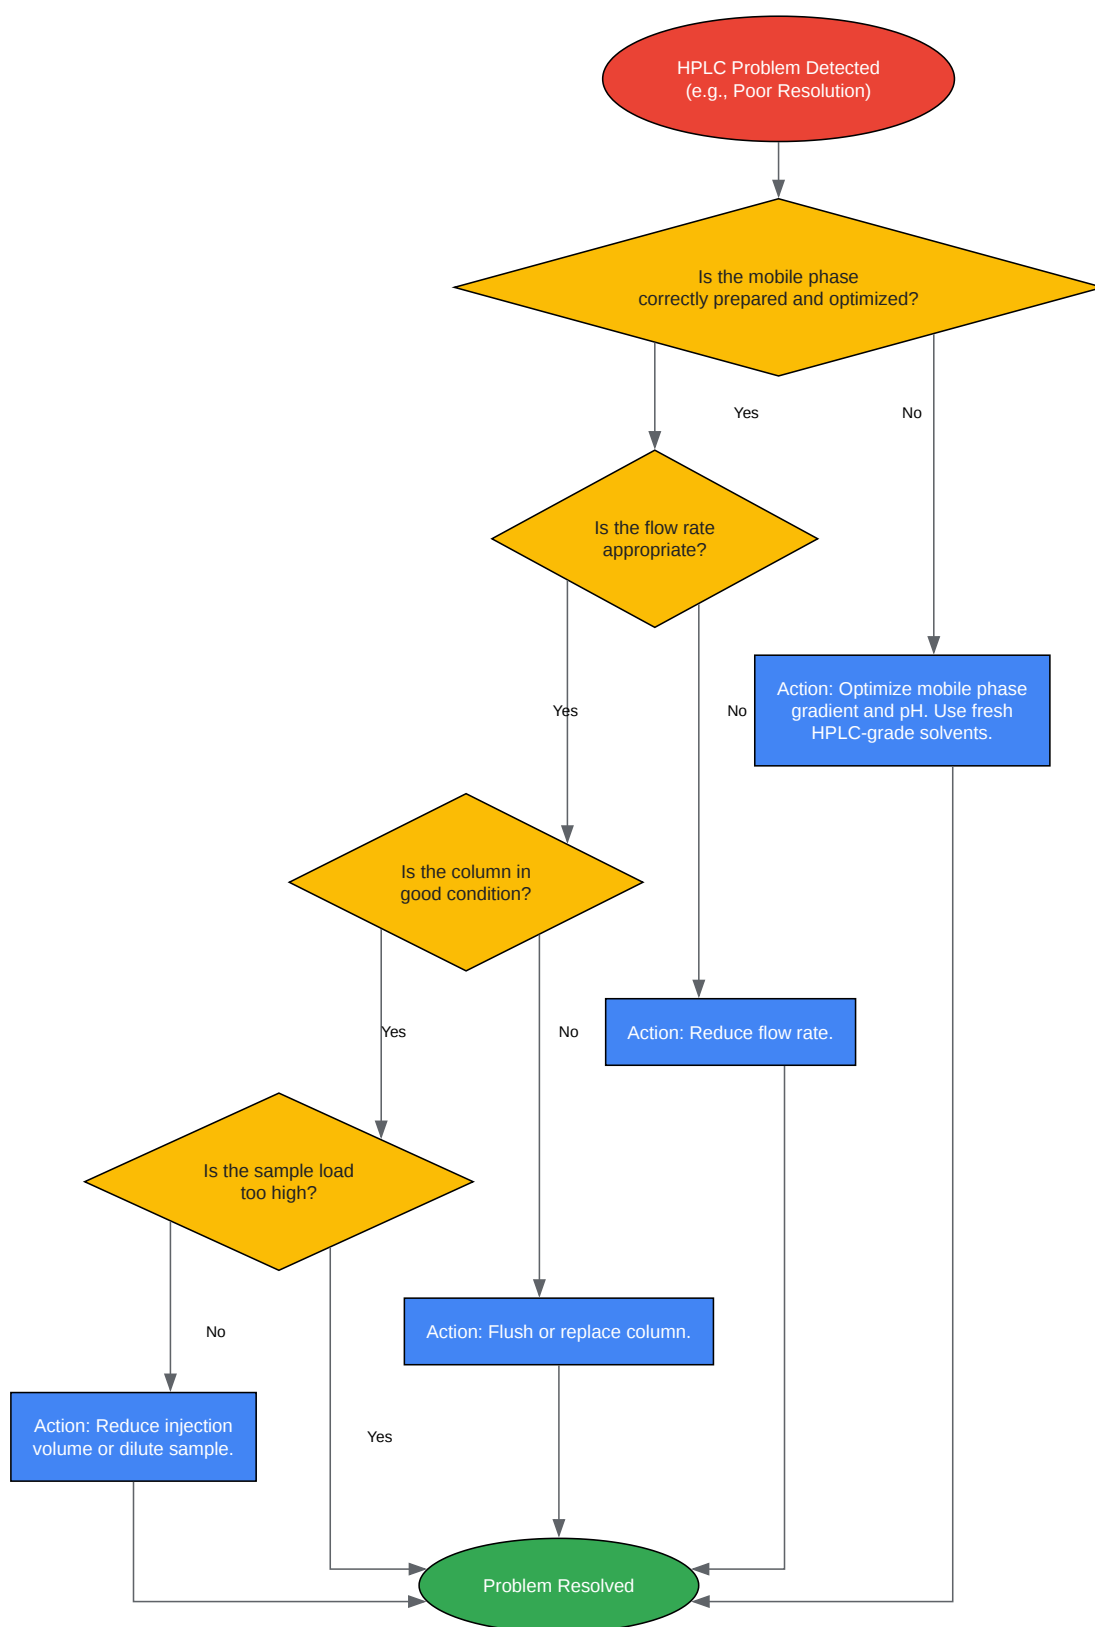 HPLC Problem Detected
(e.g., Poor Resolution)
Is the mobile phase
correctly prepared and optimized?
Yes
No
Is the flow rate
appropriate?
Action: Optimize mobile phase
gradient and pH. Use fresh
HPLC-grade solvents.
Yes
No
Is the column in
good condition?
Yes
No
Action: Reduce flow rate.
Is the sample load
too high?
No
Action: Flush or replace column.
Action: Reduce injection
volume or dilute sample.
Yes
Problem Resolved